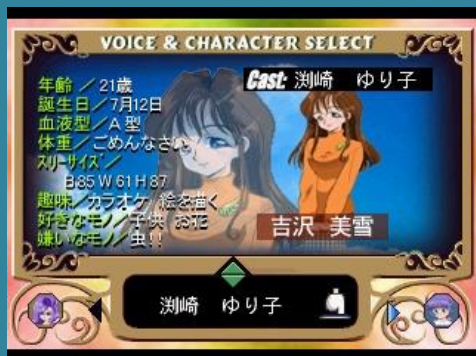 VOICE & CHARACTER SELECT
Cast: 渕崎 ゆり子
年齢／21歳
誕生日／7月12日
血液型／A型
体重／ごめんなさい
スリーサイズ／
B85 W61 H87
趣味／カラオケ 絵を描く
好きなモノ／子供 お花
嫌いなモノ／虫!!
吉沢 美雪
渕崎 ゆり子